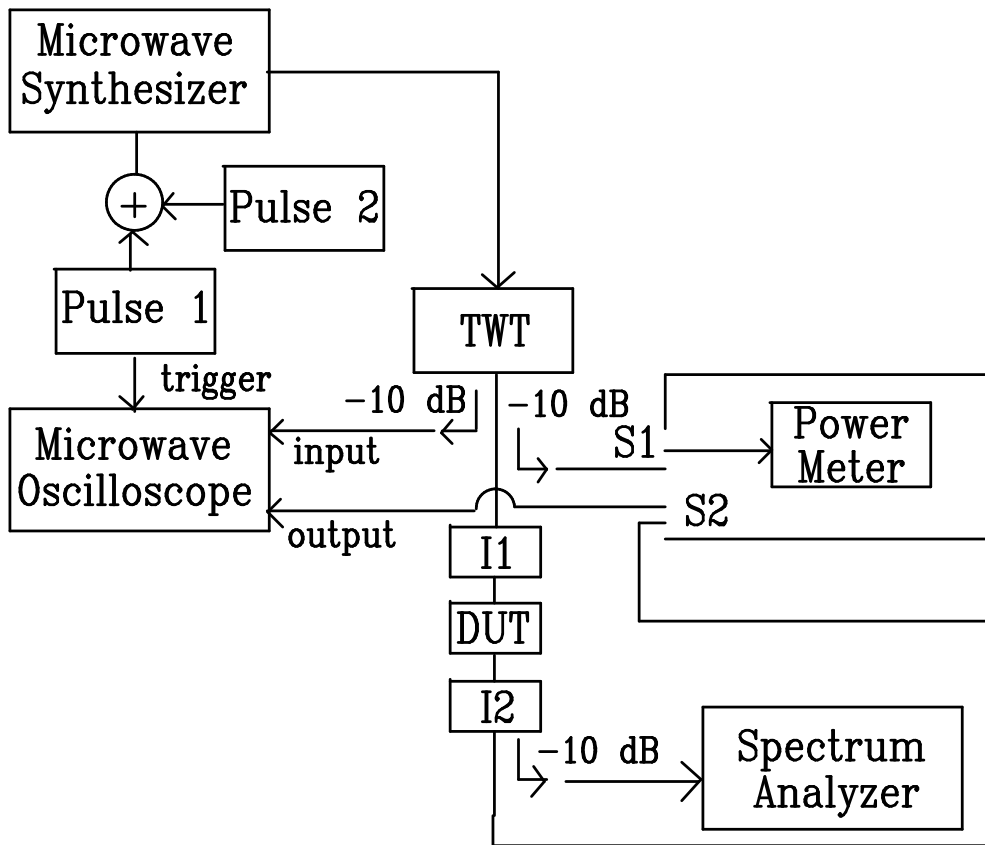 Microwave
Synthesizer
+
Pulse 2
Pulse 1
TWT
trigger
-10 dB
-10 dB
Microwave
Oscilloscope
input
output
S1
Power
Meter
S2
I1
DUT
I2
-10 dB
Spectrum
Analyzer